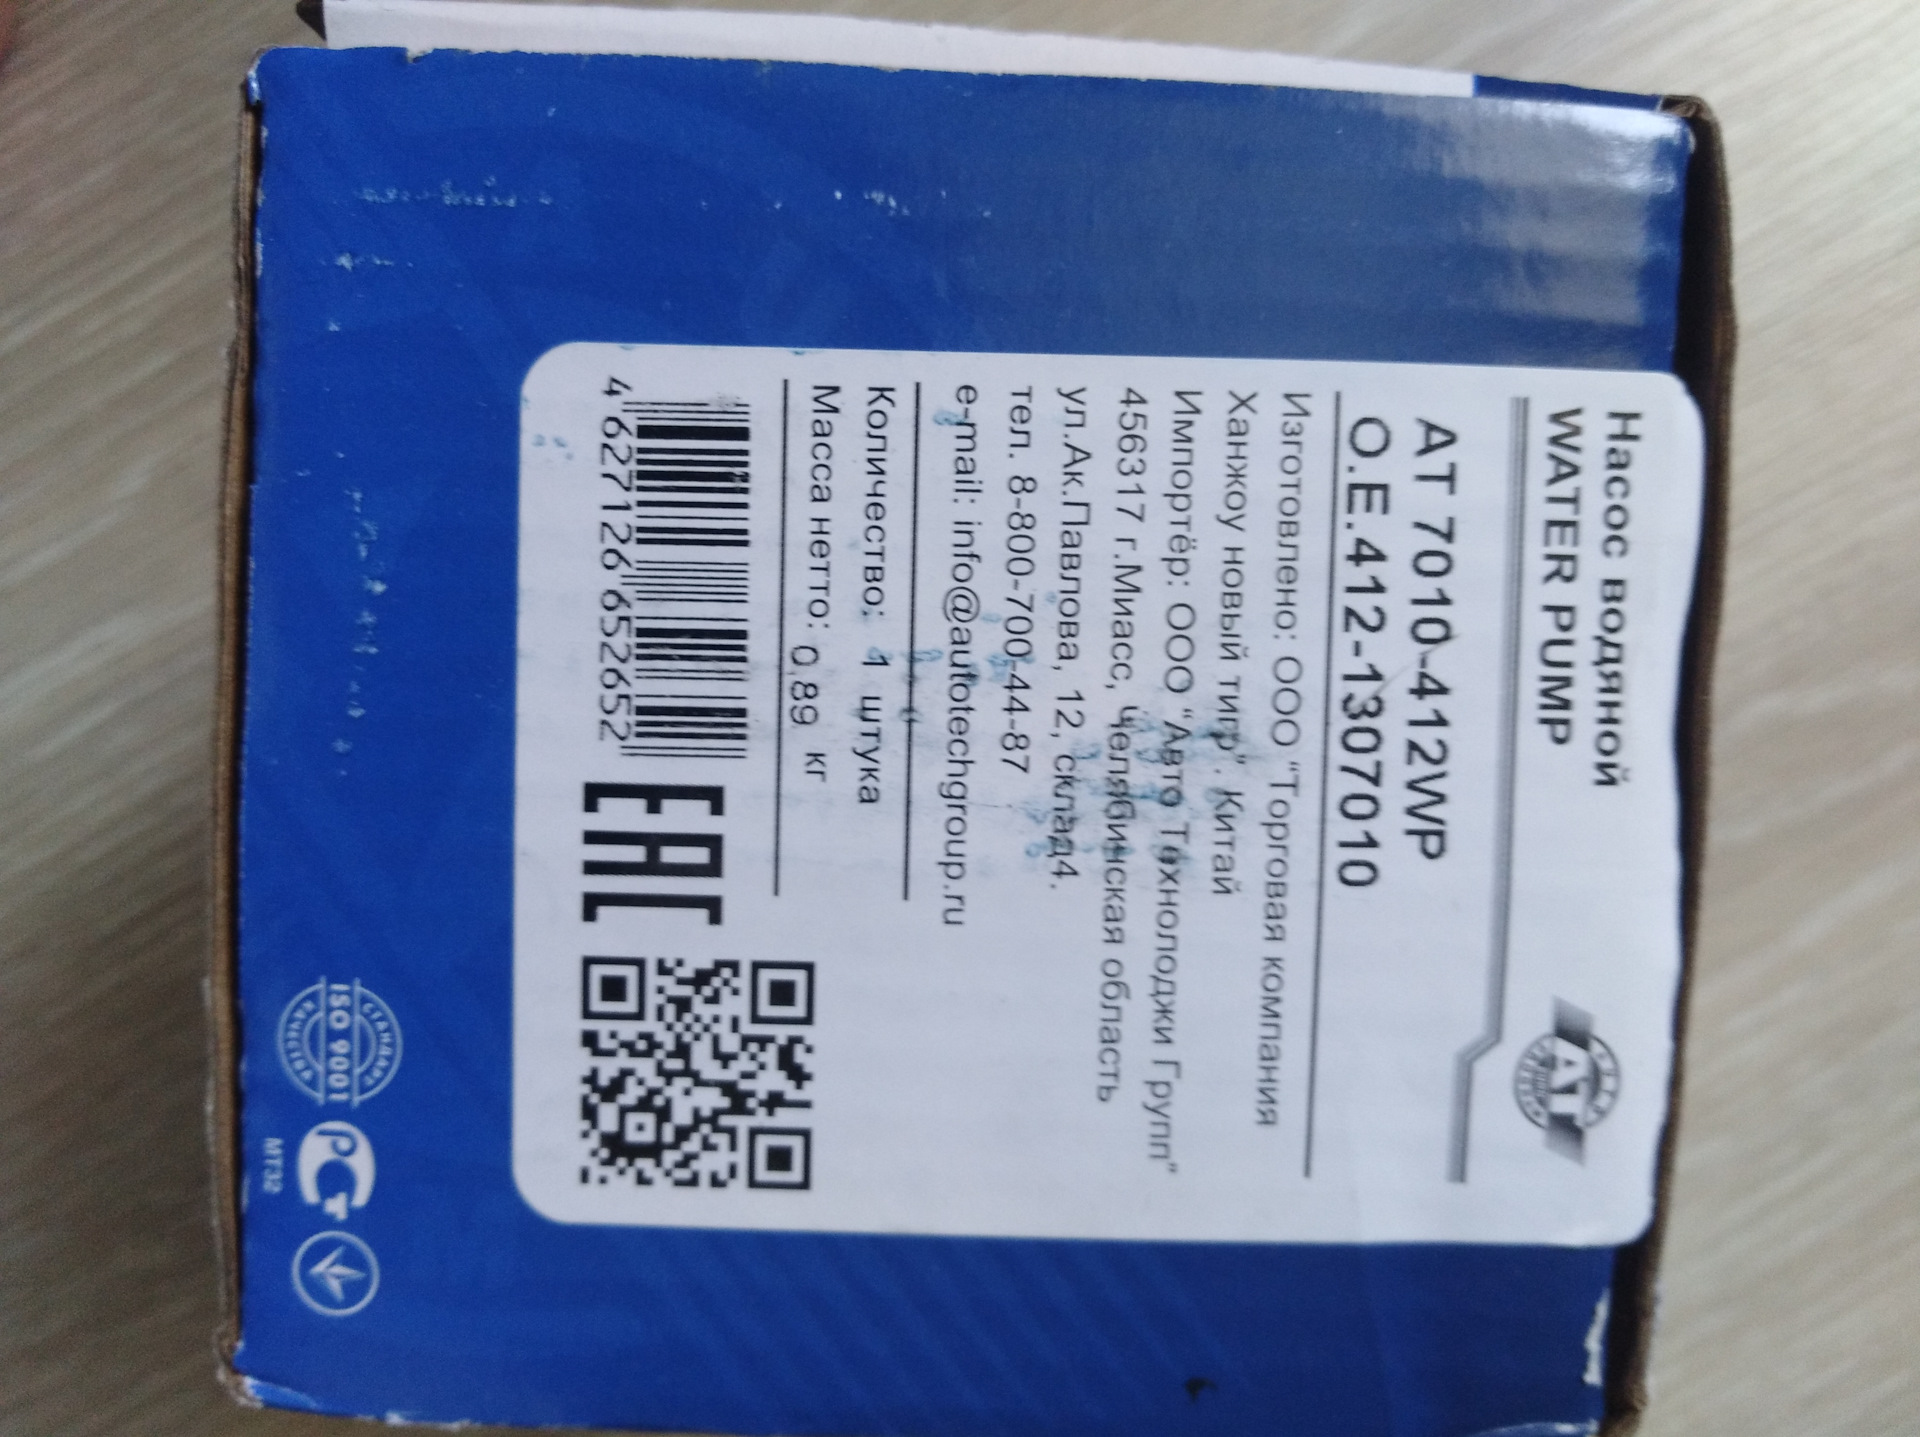 Насос водяной
WATER PUMP
AT 7010-412WP
O.E.412-1307010
Изготовлено: ООО "Торговая компания
Ханжоу новый тигр". Китай
Импортёр: ООО "Авто Технолоджи Групп"
456317 г.Миасс, Челябинская область
ул.Ак.Павлова, 12, склад4.
тел. 8-800-700-44-87
e-mail: info@autotechgroup.ru
Количество: 1 штука
Масса нетто: 0,89 кг
4 627126 652652
EAC
AT
СТАНДАРТ
ISO 9001
КАЧЕСТВА
РСТ
МТ32